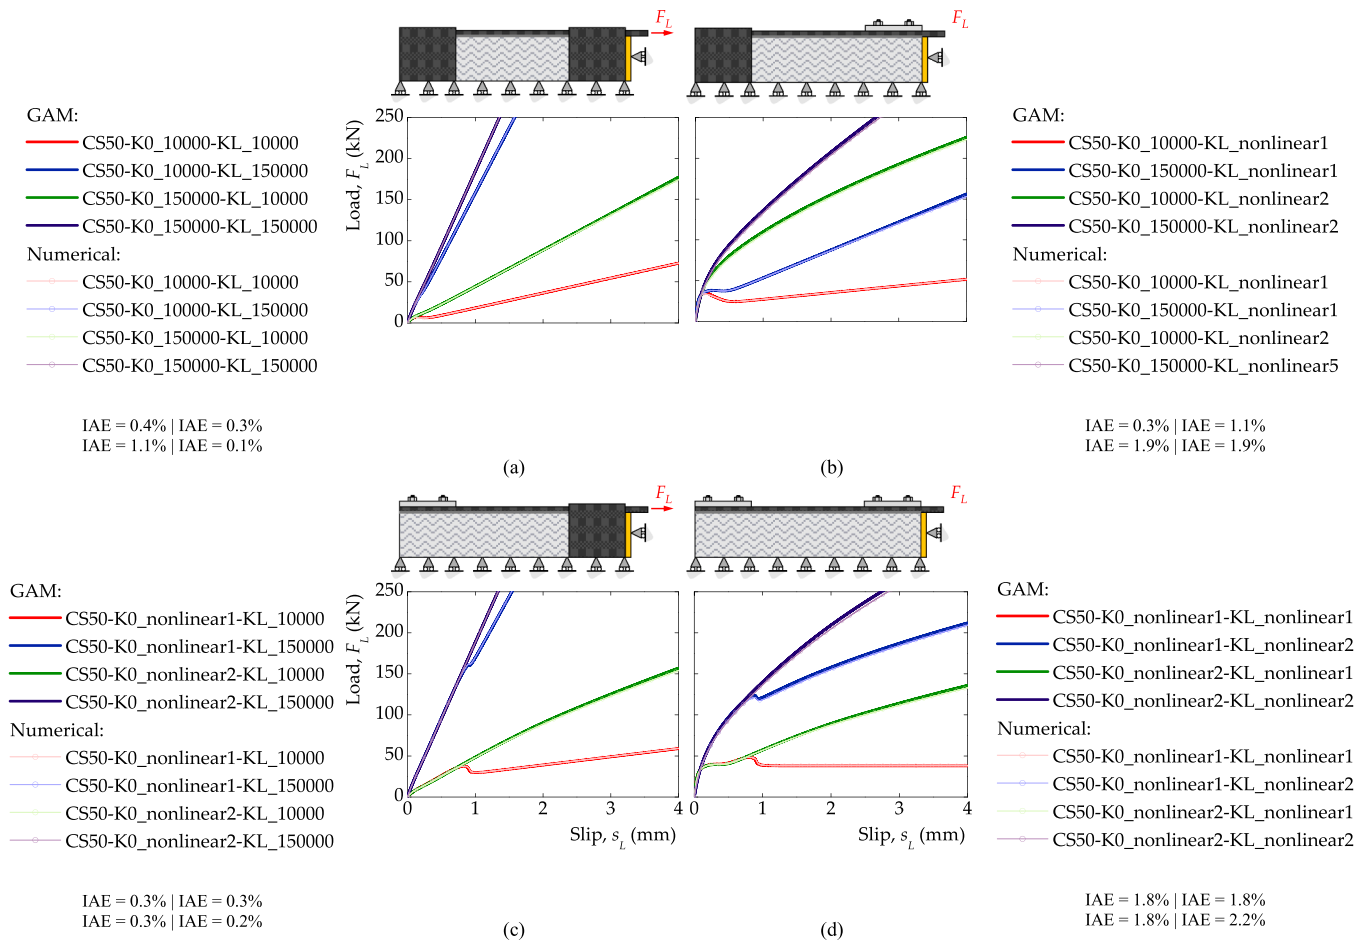 F_L
F_L
GAM:
CS50-K0_10000-KL_10000
CS50-K0_10000-KL_150000
CS50-K0_150000-KL_10000
CS50-K0_150000-KL_150000
Numerical:
CS50-K0_10000-KL_10000
CS50-K0_10000-KL_150000
CS50-K0_150000-KL_10000
CS50-K0_150000-KL_150000
IAE = 0.4% | IAE = 0.3%
IAE = 1.1% | IAE = 0.1%
Load, F_L (kN)
250
200
150
100
50
0
0 1 2 3 4
(a)
0 1 2 3 4
(b)
GAM:
CS50-K0_10000-KL_nonlinear1
CS50-K0_150000-KL_nonlinear1
CS50-K0_10000-KL_nonlinear2
CS50-K0_150000-KL_nonlinear2
Numerical:
CS50-K0_10000-KL_nonlinear1
CS50-K0_150000-KL_nonlinear1
CS50-K0_10000-KL_nonlinear2
CS50-K0_150000-KL_nonlinear5
IAE = 0.3% | IAE = 1.1%
IAE = 1.9% | IAE = 1.9%
F_L
F_L
GAM:
CS50-K0_nonlinear1-KL_10000
CS50-K0_nonlinear1-KL_150000
CS50-K0_nonlinear2-KL_10000
CS50-K0_nonlinear2-KL_150000
Numerical:
CS50-K0_nonlinear1-KL_10000
CS50-K0_nonlinear1-KL_150000
CS50-K0_nonlinear2-KL_10000
CS50-K0_nonlinear2-KL_150000
IAE = 0.3% | IAE = 0.3%
IAE = 0.3% | IAE = 0.2%
Load, F_L (kN)
250
200
150
100
50
0
0 1 2 3 4
Slip, s_L (mm)
(c)
0 1 2 3 4
Slip, s_L (mm)
(d)
GAM:
CS50-K0_nonlinear1-KL_nonlinear1
CS50-K0_nonlinear1-KL_nonlinear2
CS50-K0_nonlinear2-KL_nonlinear1
CS50-K0_nonlinear2-KL_nonlinear2
Numerical:
CS50-K0_nonlinear1-KL_nonlinear1
CS50-K0_nonlinear1-KL_nonlinear2
CS50-K0_nonlinear2-KL_nonlinear1
CS50-K0_nonlinear2-KL_nonlinear2
IAE = 1.8% | IAE = 1.8%
IAE = 1.8% | IAE = 2.2%